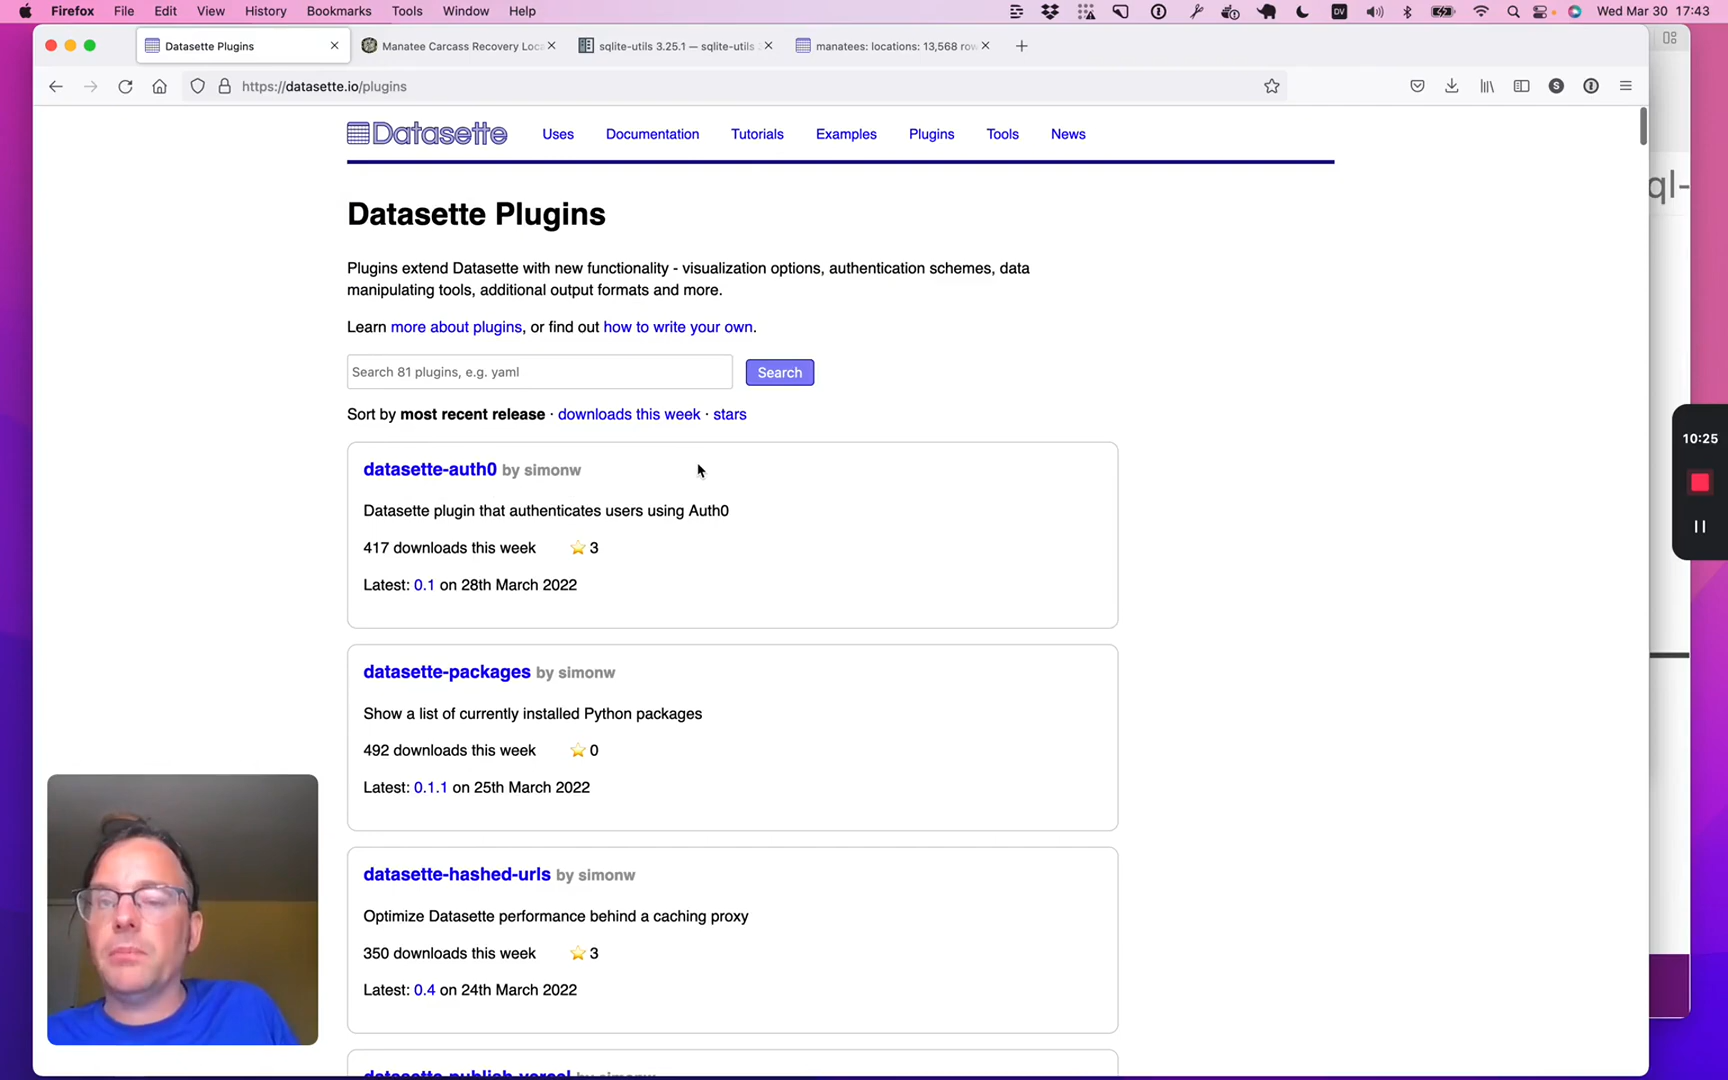 Firefox File Edit View History Bookmarks Tools Window Help
DV
Wed Mar 30 17:43
Datasette Plugins
Manatee Carcass Recovery Loca
sqlite-utils 3.25.1 — sqlite-utils
manatees: locations: 13,568 row
https://datasette.io/plugins
S
Datasette Uses Documentation Tutorials Examples Plugins Tools News
ql-
Datasette Plugins
Plugins extend Datasette with new functionality - visualization options, authentication schemes, data
manipulating tools, additional output formats and more.
Learn more about plugins, or find out how to write your own.
Search 81 plugins, e.g. yaml
Search
Sort by most recent release · downloads this week · stars
10:25
datasette-auth0 by simonw
Datasette plugin that authenticates users using Auth0
417 downloads this week ⭐ 3
Latest: 0.1 on 28th March 2022
datasette-packages by simonw
Show a list of currently installed Python packages
492 downloads this week ⭐ 0
Latest: 0.1.1 on 25th March 2022
datasette-hashed-urls by simonw
Optimize Datasette performance behind a caching proxy
350 downloads this week ⭐ 3
Latest: 0.4 on 24th March 2022
datasette-publish-vercel by simonw